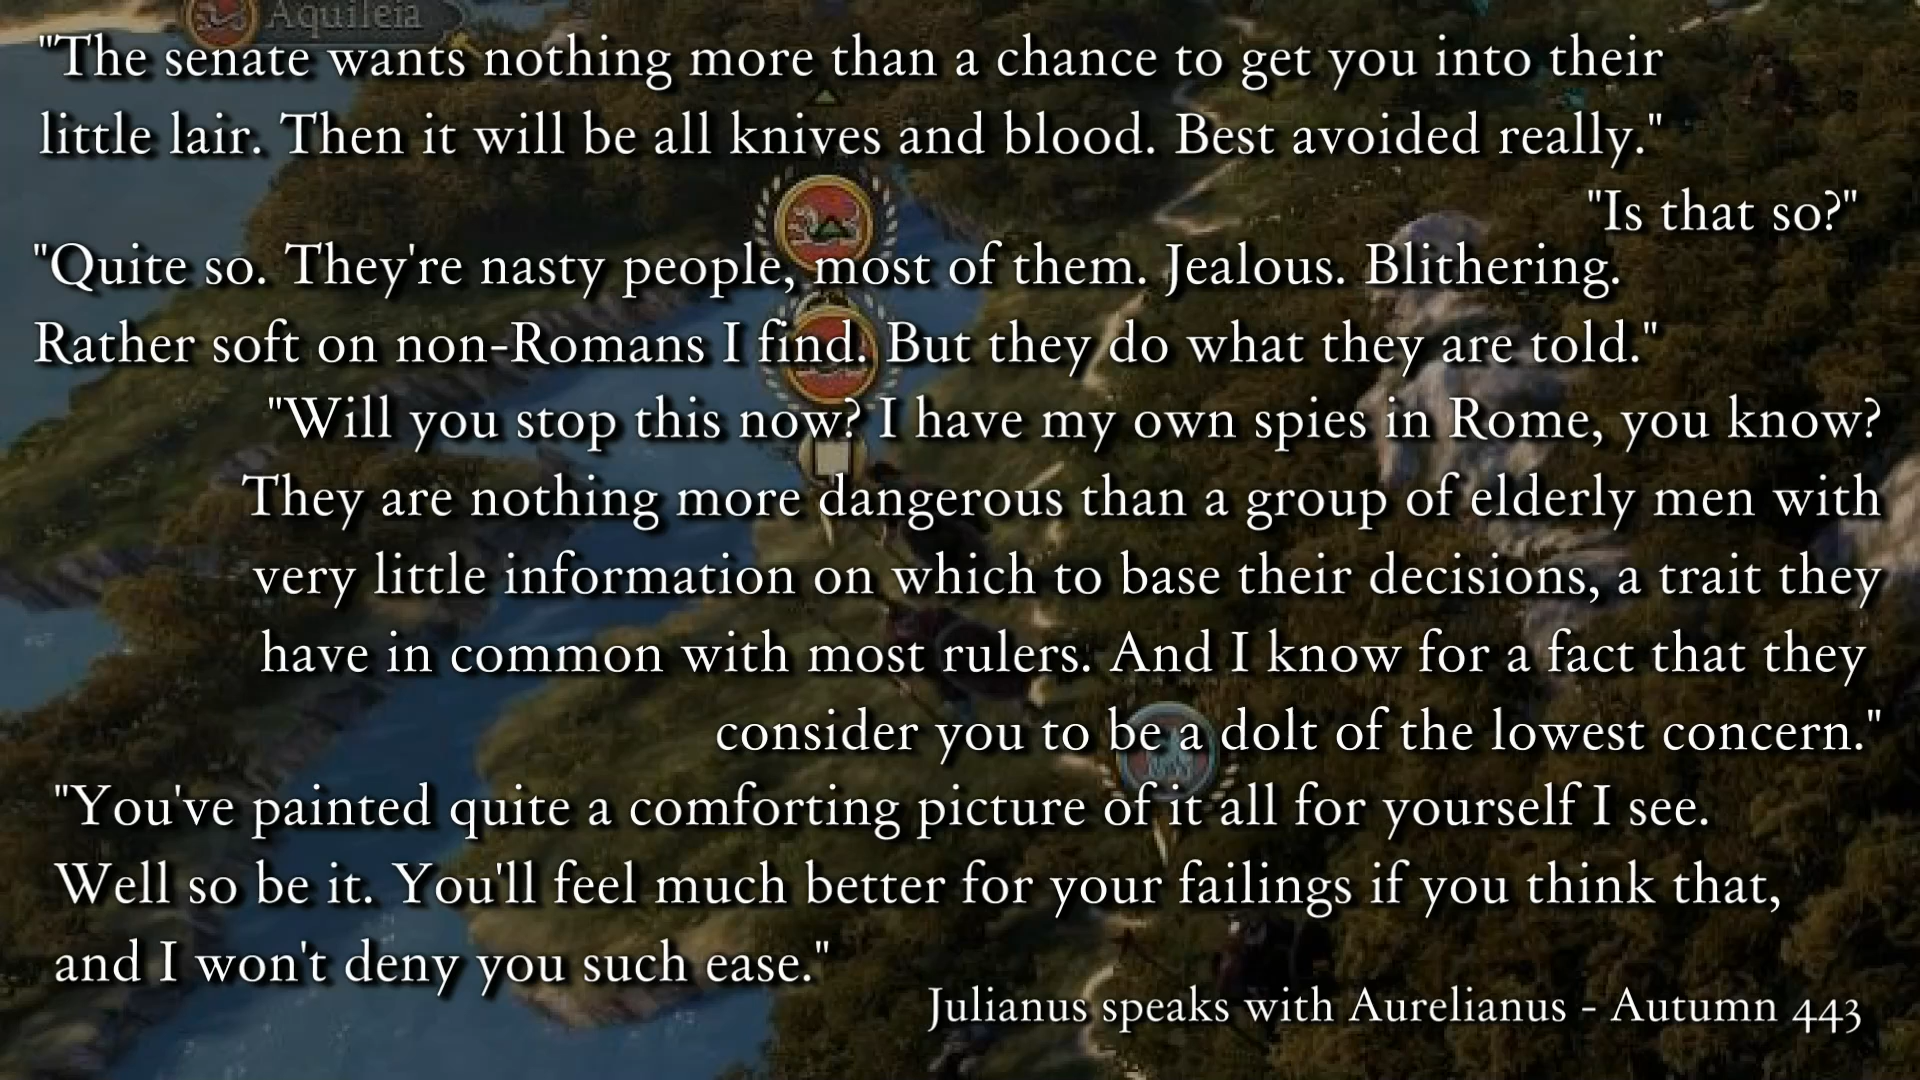 Aquileia
"The senate wants nothing more than a chance to get you into their
little lair. Then it will be all knives and blood. Best avoided really."
"Is that so?"
"Quite so. They're nasty people, most of them. Jealous. Blithering.
Rather soft on non-Romans I find. But they do what they are told."
"Will you stop this now? I have my own spies in Rome, you know?
They are nothing more dangerous than a group of elderly men with
very little information on which to base their decisions, a trait they
have in common with most rulers. And I know for a fact that they
consider you to be a dolt of the lowest concern."
"You've painted quite a comforting picture of it all for yourself I see.
Well so be it. You'll feel much better for your failings if you think that,
and I won't deny you such ease."
Julianus speaks with Aurelianus - Autumn 443